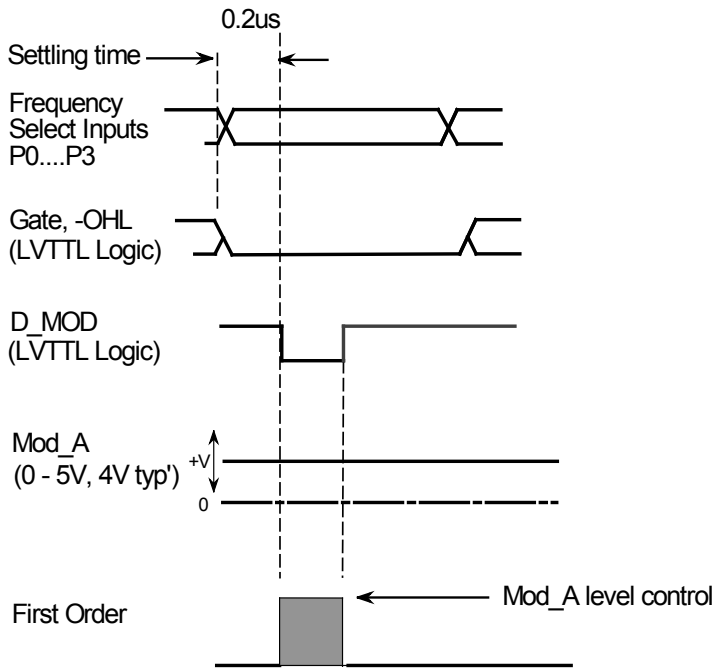 0.2us
Settling time
Frequency
Select Inputs
P0....P3
Gate, -OHL
(LVTTL Logic)
D_MOD
(LVTTL Logic)
Mod_A
(0 - 5V, 4V typ')
+V
0
First Order
Mod_A level control